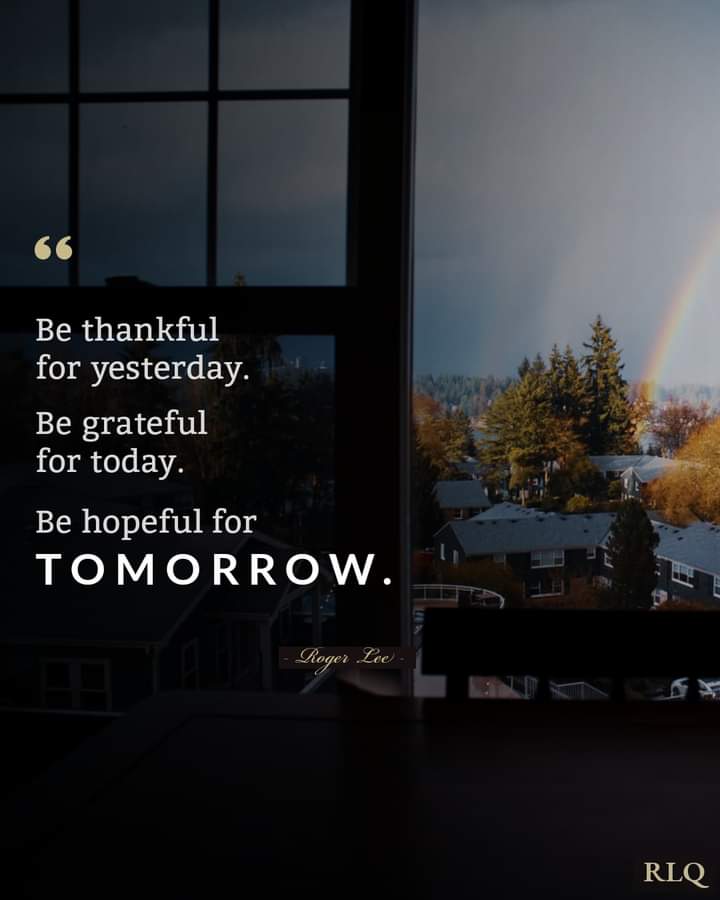 “
Be thankful
for yesterday.
Be grateful
for today.
Be hopeful for
TOMORROW.
- Roger Lee -
RLQ